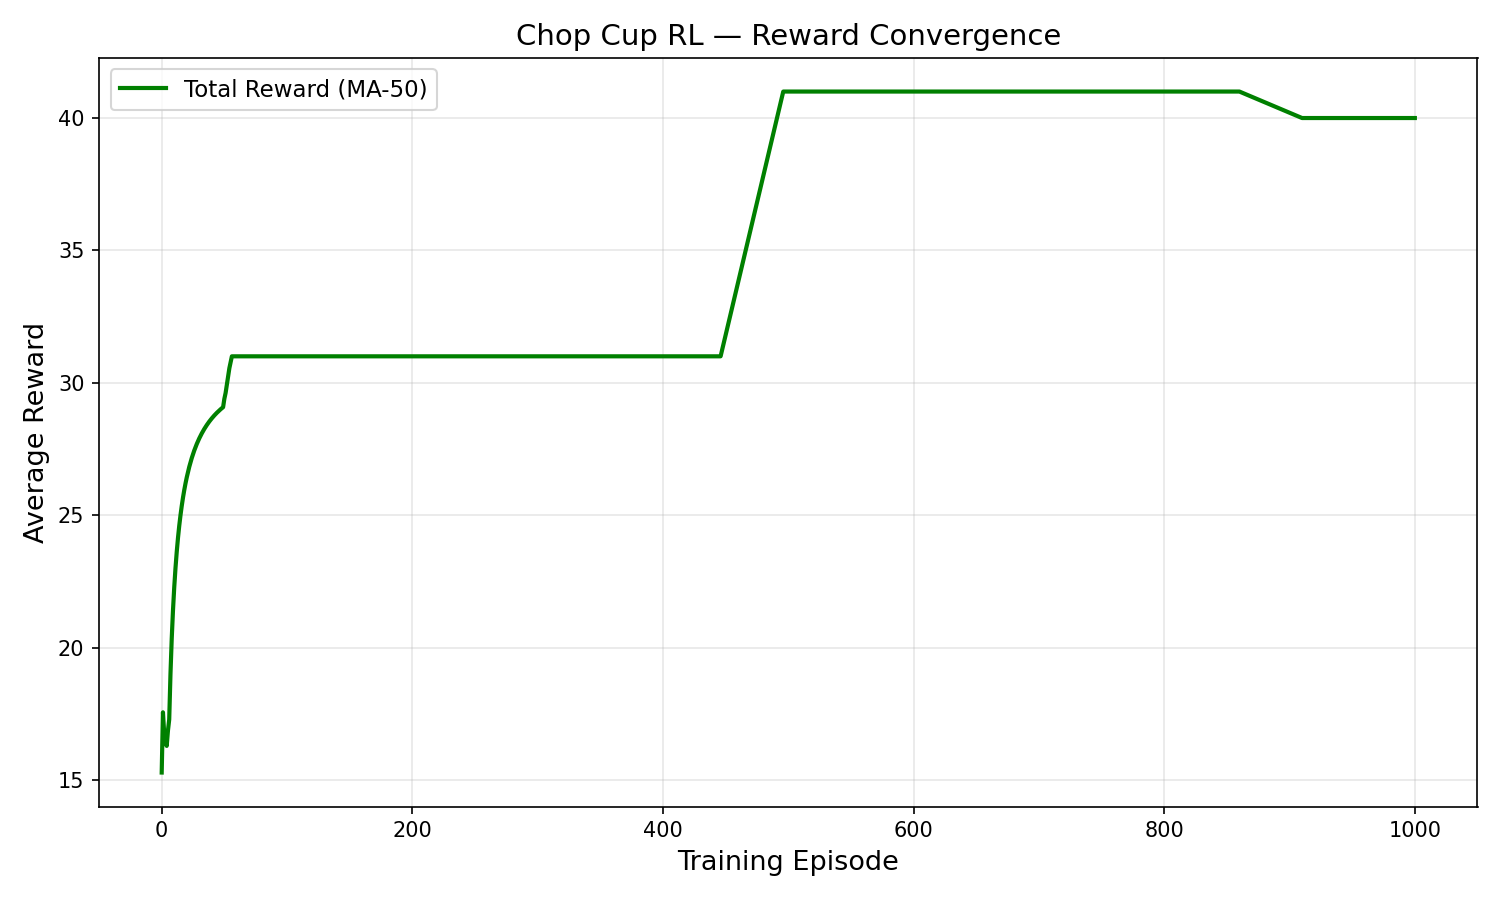 Chop Cup RL — Reward Convergence
Total Reward (MA-50)
Average Reward
40
35
30
25
20
15
0 200 400 600 800 1000
Training Episode